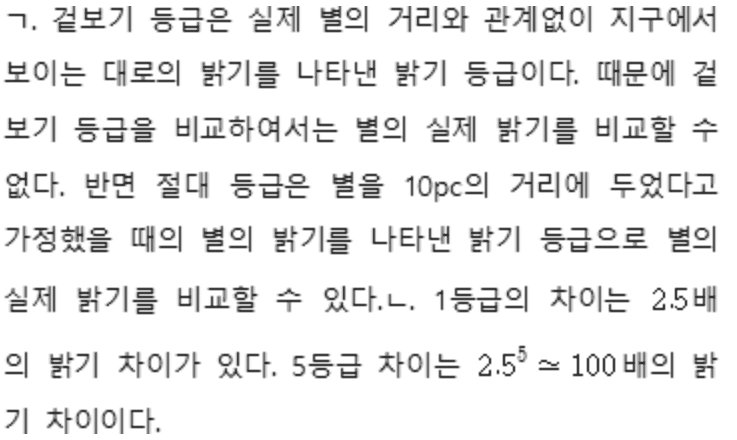 ㄱ. 겉보기 등급은 실제 별의 거리와 관계없이 지구에서
보이는 대로의 밝기를 나타낸 밝기 등급이다. 때문에 겉
보기 등급을 비교하여서는 별의 실제 밝기를 비교할 수
없다. 반면 절대 등급은 별을 10pc의 거리에 두었다고
가정했을 때의 별의 밝기를 나타낸 밝기 등급으로 별의
실제 밝기를 비교할 수 있다.ㄴ. 1등급의 차이는 2.5배
의 밝기 차이가 있다. 5등급 차이는 2.5⁵ ≃ 100배의 밝
기 차이이다.